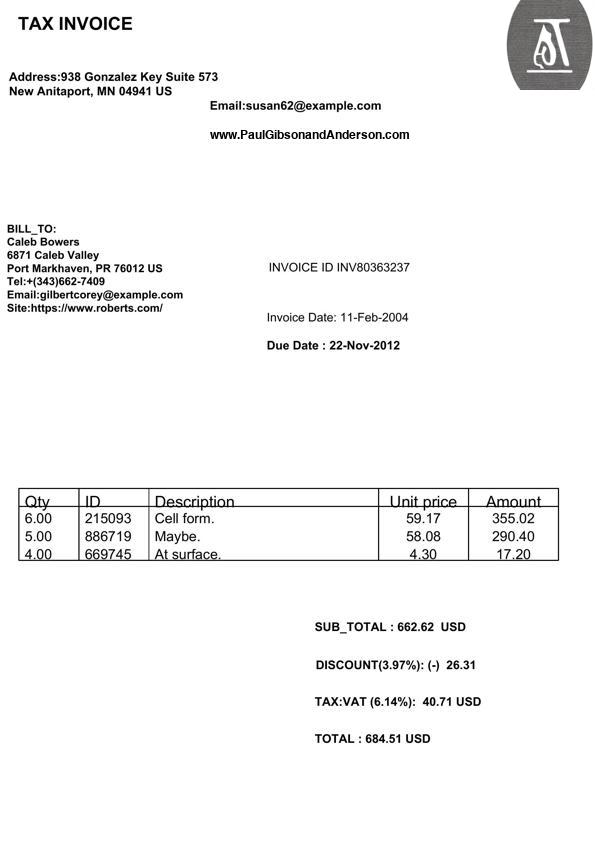 TAX INVOICE
Address:938 Gonzalez Key Suite 573
New Anitaport, MN 04941 US
Email:susan62@example.com
www.PaulGibsonandAnderson.com
BILL_TO:
Caleb Bowers
6871 Caleb Valley
Port Markhaven, PR 76012 US
Tel:+(343)662-7409
Email:gilbertcorey@example.com
Site:https://www.roberts.com/
INVOICE ID INV80363237
Invoice Date: 11-Feb-2004
Due Date : 22-Nov-2012
Qty ID Description Unit price Amount
6.00 215093 Cell form. 59.17 355.02
5.00 886719 Maybe. 58.08 290.40
4.00 669745 At surface. 4.30 17.20
SUB_TOTAL : 662.62 USD
DISCOUNT(3.97%): (-) 26.31
TAX:VAT (6.14%): 40.71 USD
TOTAL : 684.51 USD